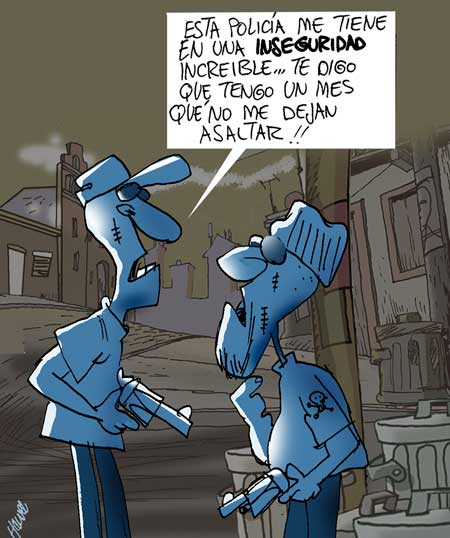 ESTA POLICÍA ME TIENE
EN UNA INSEGURIDAD
INCREIBLE... TE DIGO
QUE TENGO UN MES
QUE NO ME DEJAN
ASALTAR!!